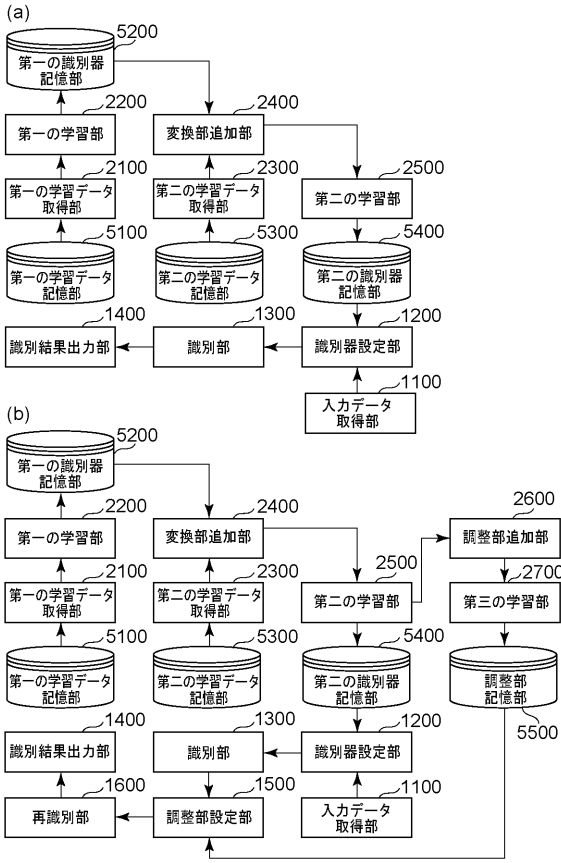 (a)
5200
第一の識別器
記憶部
2200
第一の学習部
2400
変換部追加部
2100
第一の学習データ
取得部
2300
第二の学習データ
取得部
2500
第二の学習部
5100
第一の学習データ
記憶部
5300
第二の学習データ
記憶部
5400
第二の識別器
記憶部
1400
識別結果出力部
1300
識別部
1200
識別器設定部
1100
入力データ
取得部
(b)
5200
第一の識別器
記憶部
2200
第一の学習部
2400
変換部追加部
2600
調整部追加部
2100
第一の学習データ
取得部
2300
第二の学習データ
取得部
2500
第二の学習部
2700
第三の学習部
5100
第一の学習データ
記憶部
5300
第二の学習データ
記憶部
5400
第二の識別器
記憶部
調整部
記憶部
5500
1400
識別結果出力部
1300
識別部
1200
識別器設定部
1600
再識別部
1500
調整部設定部
1100
入力データ
取得部